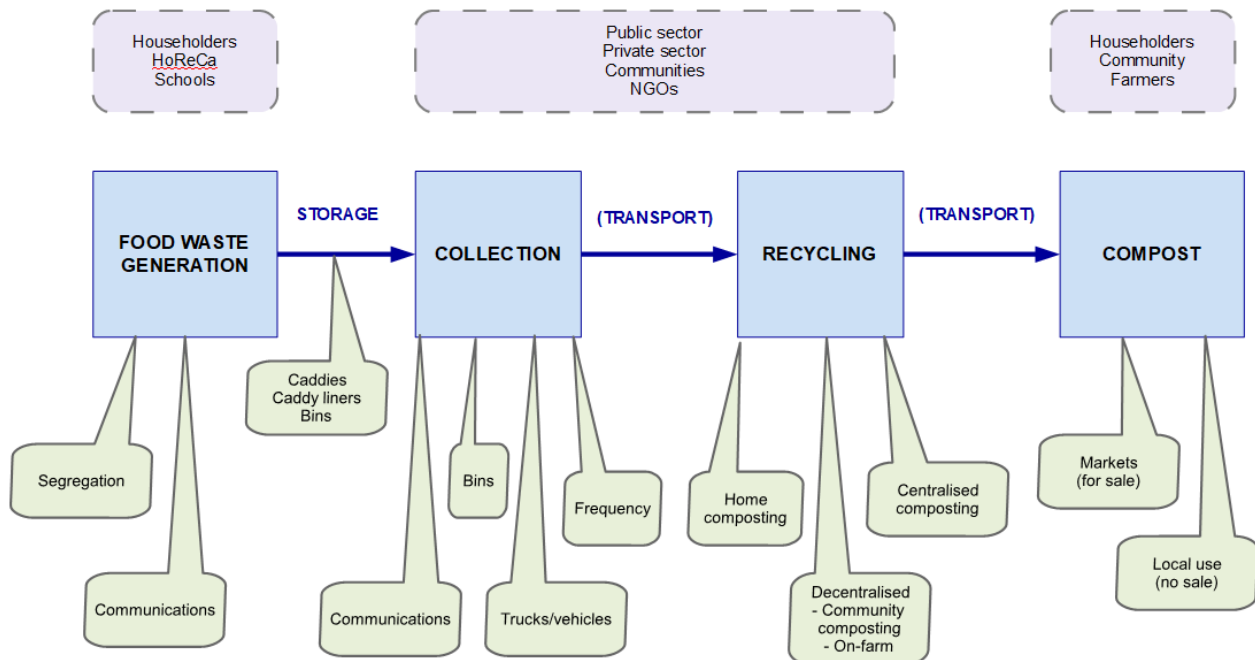 Householders
HoReCa
Schools
Public sector
Private sector
Communities
NGOs
Householders
Community
Farmers
FOOD WASTE
GENERATION
STORAGE
COLLECTION
(TRANSPORT)
RECYCLING
(TRANSPORT)
COMPOST
Segregation
Communications
Caddies
Caddy liners
Bins
Communications
Bins
Trucks/vehicles
Frequency
Home
composting
Decentralised
- Community
composting
- On-farm
Centralised
composting
Markets
(for sale)
Local use
(no sale)